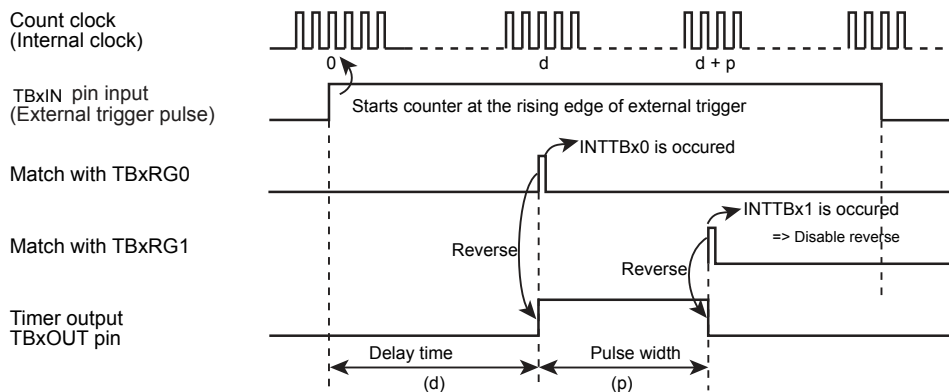 Count clock
(Internal clock)
0
d
d + p
TBxIN pin input
(External trigger pulse)
Starts counter at the rising edge of external trigger
INTTBx0 is occured
Match with TBxRG0
INTTBx1 is occured
=> Disable reverse
Match with TBxRG1
Reverse
Reverse
Timer output
TBxOUT pin
Delay time
Pulse width
(d)
(p)